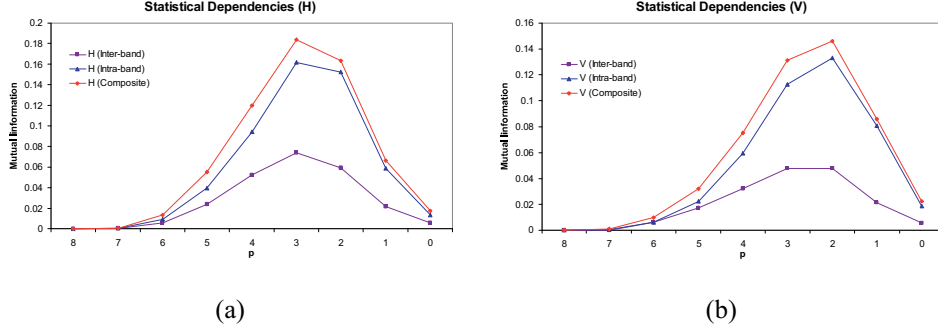 Statistical Dependencies (H)
0.2
0.18
0.16
0.14
0.12
0.1
0.08
0.06
0.04
0.02
0
Mutual Iinformation
H (Inter-band)
H (Intra-band)
H (Composite)
8 7 6 5 4 3 2 1 0
p
(a)
Statistical Dependencies (V)
0.16
0.14
0.12
0.1
0.08
0.06
0.04
0.02
0
Mutual Iinformation
V (Inter-band)
V (Intra-band)
V (Composite)
8 7 6 5 4 3 2 1 0
p
(b)